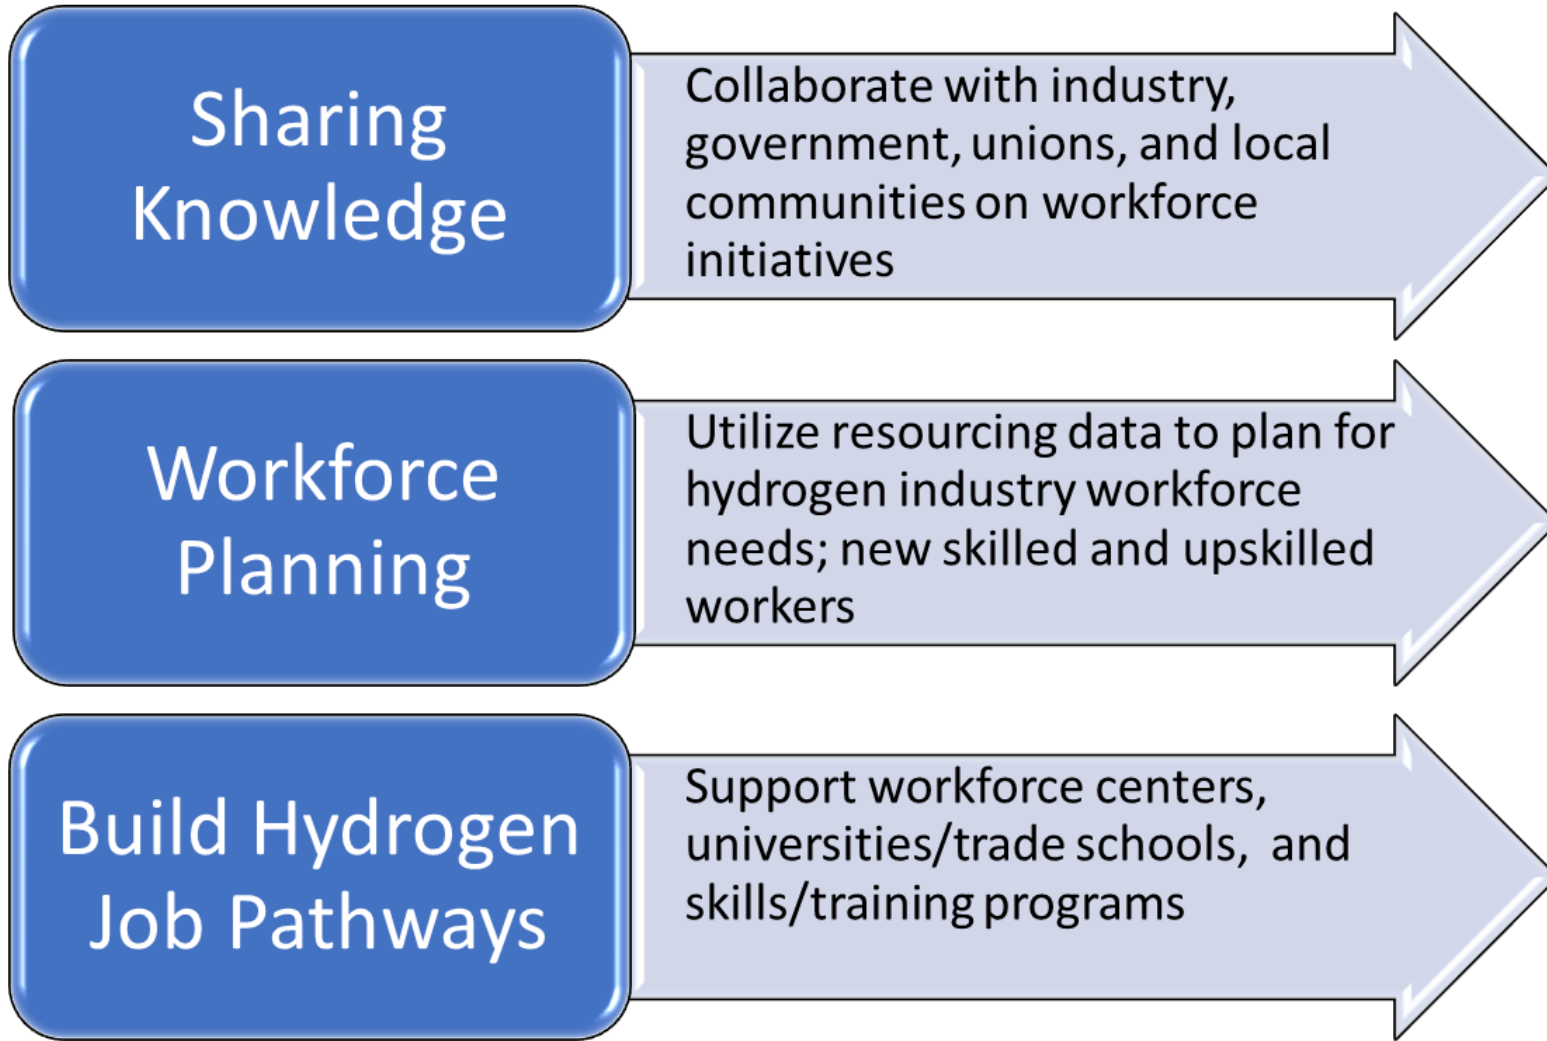 Sharing
Knowledge
Collaborate with industry,
government, unions, and local
communities on workforce
initiatives
Workforce
Planning
Utilize resourcing data to plan for
hydrogen industry workforce
needs; new skilled and upskilled
workers
Build Hydrogen
Job Pathways
Support workforce centers,
universities/trade schools,  and
skills/training programs